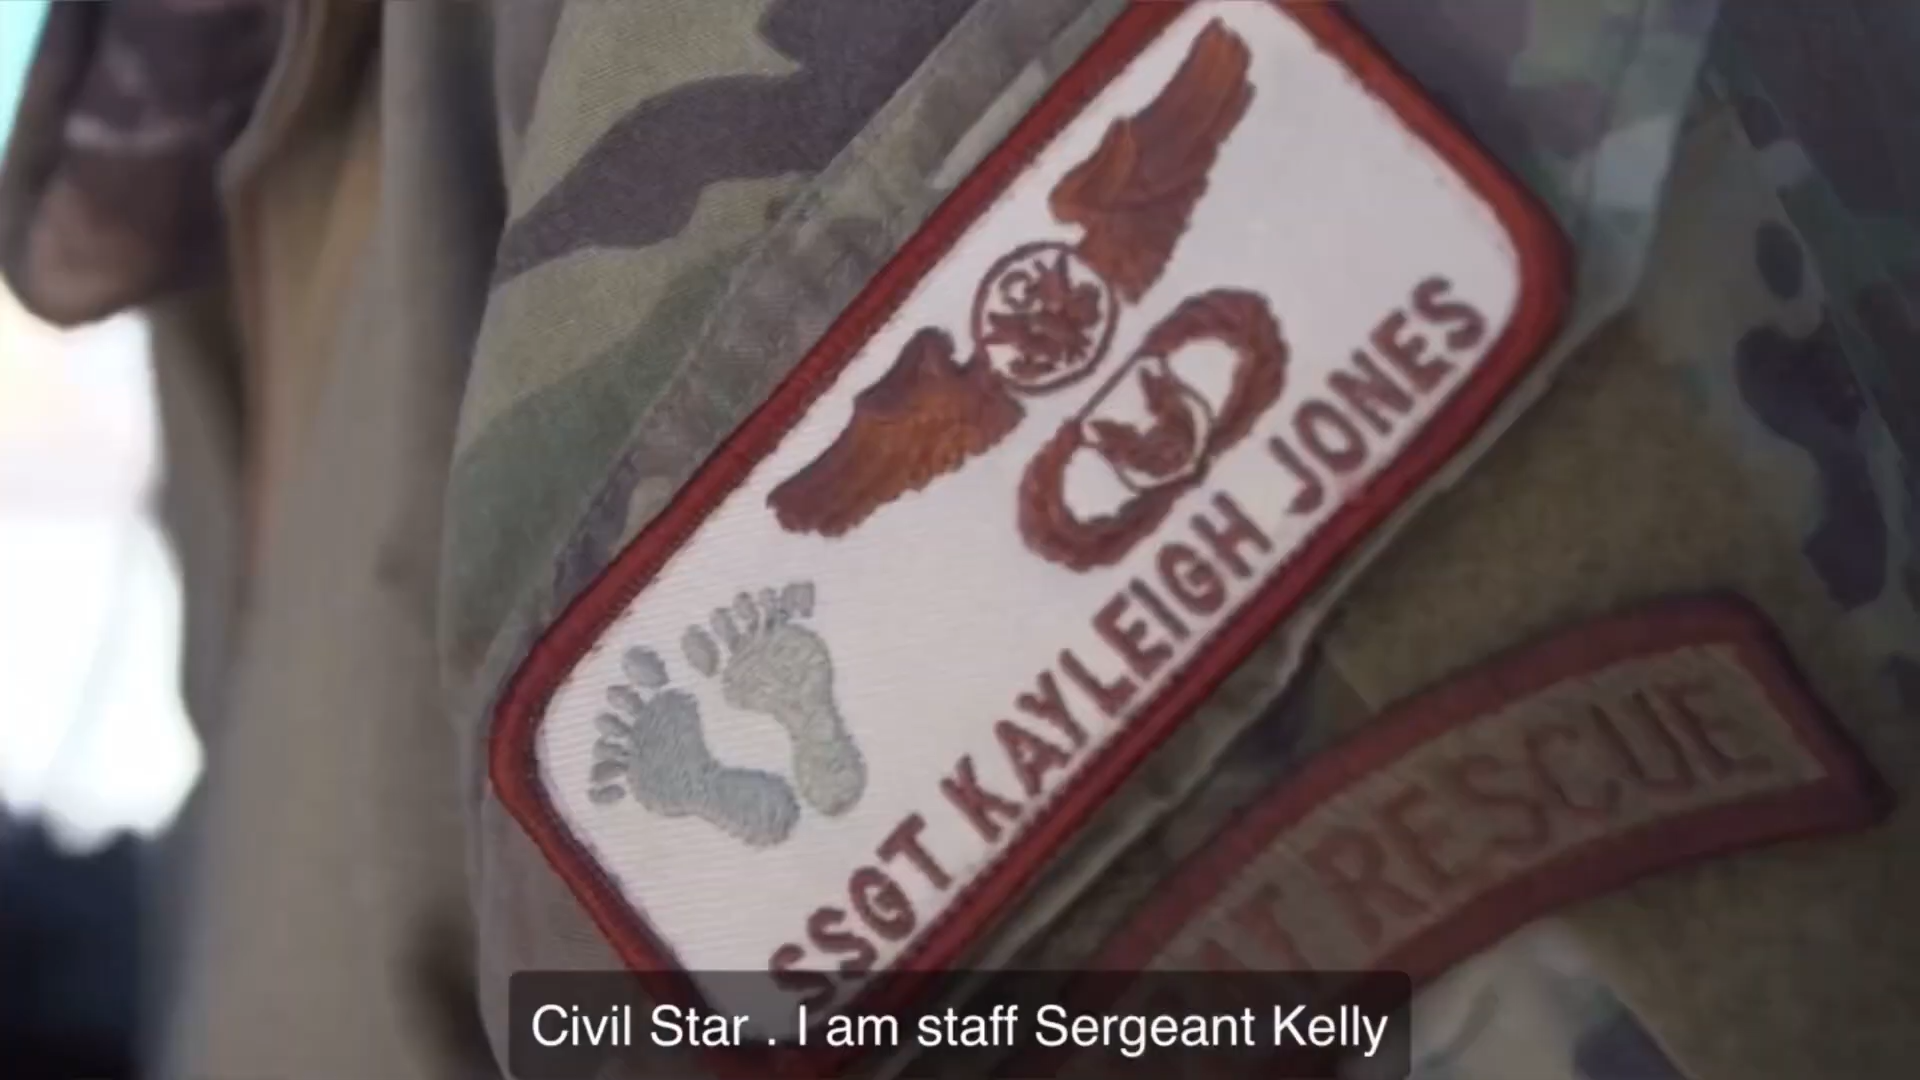 SSGT KAYLEIGH JONES
RESCUE
Civil Star . I am staff Sergeant Kelly